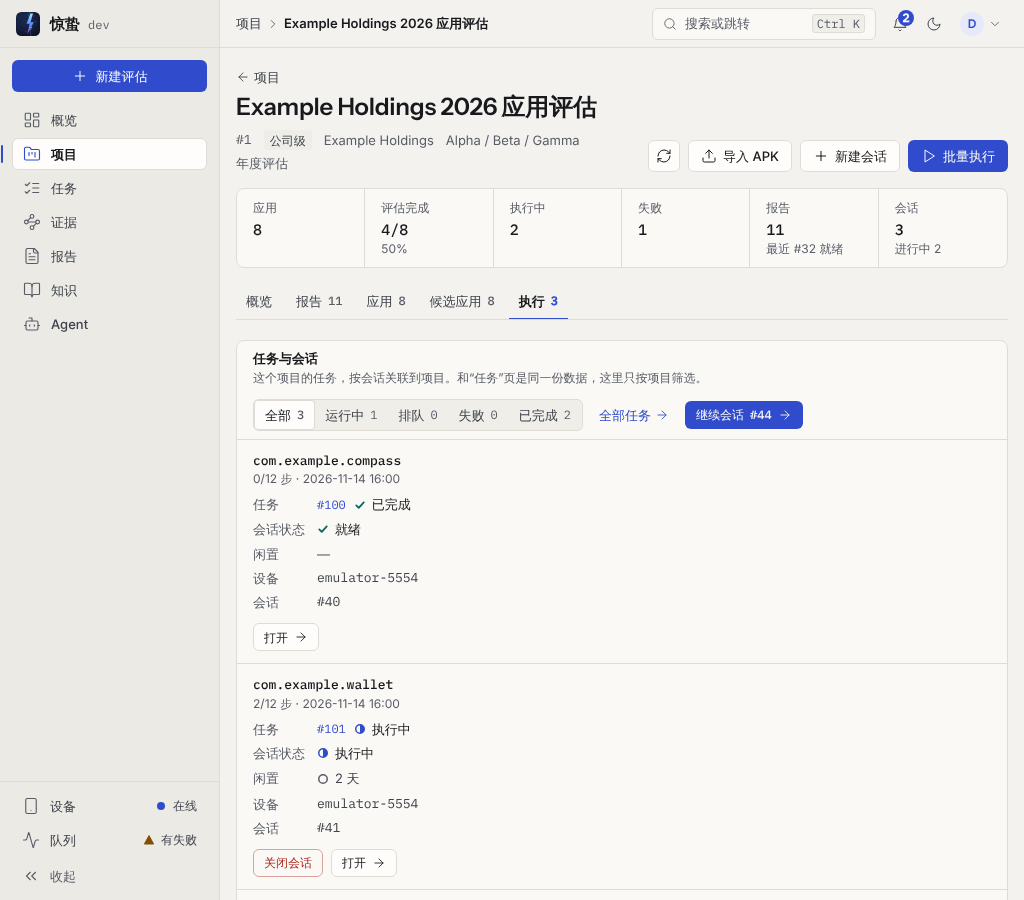 惊蛰 dev
项目 Example Holdings 2026 应用评估
搜索或跳转 Ctrl K
2
D
新建评估
概览
项目
任务
证据
报告
知识
Agent
设备 在线
队列 有失败
收起
项目
Example Holdings 2026 应用评估
#1 公司级 Example Holdings Alpha / Beta / Gamma
年度评估
导入 APK
新建会话
批量执行
应用
8
评估完成
4/8
50%
执行中
2
失败
1
报告
11
最近 #32 就绪
会话
3
进行中 2
概览 报告 11 应用 8 候选应用 8 执行 3
任务与会话
这个项目的任务，按会话关联到项目。和“任务”页是同一份数据，这里只按项目筛选。
全部 3 运行中 1 排队 0 失败 0 已完成 2 全部任务 继续会话 #44
com.example.compass
0/12 步 · 2026-11-14 16:00
任务 #100 已完成
会话状态 就绪
闲置 —
设备 emulator-5554
会话 #40
打开
com.example.wallet
2/12 步 · 2026-11-14 16:00
任务 #101 执行中
会话状态 执行中
闲置 2 天
设备 emulator-5554
会话 #41
关闭会话 打开